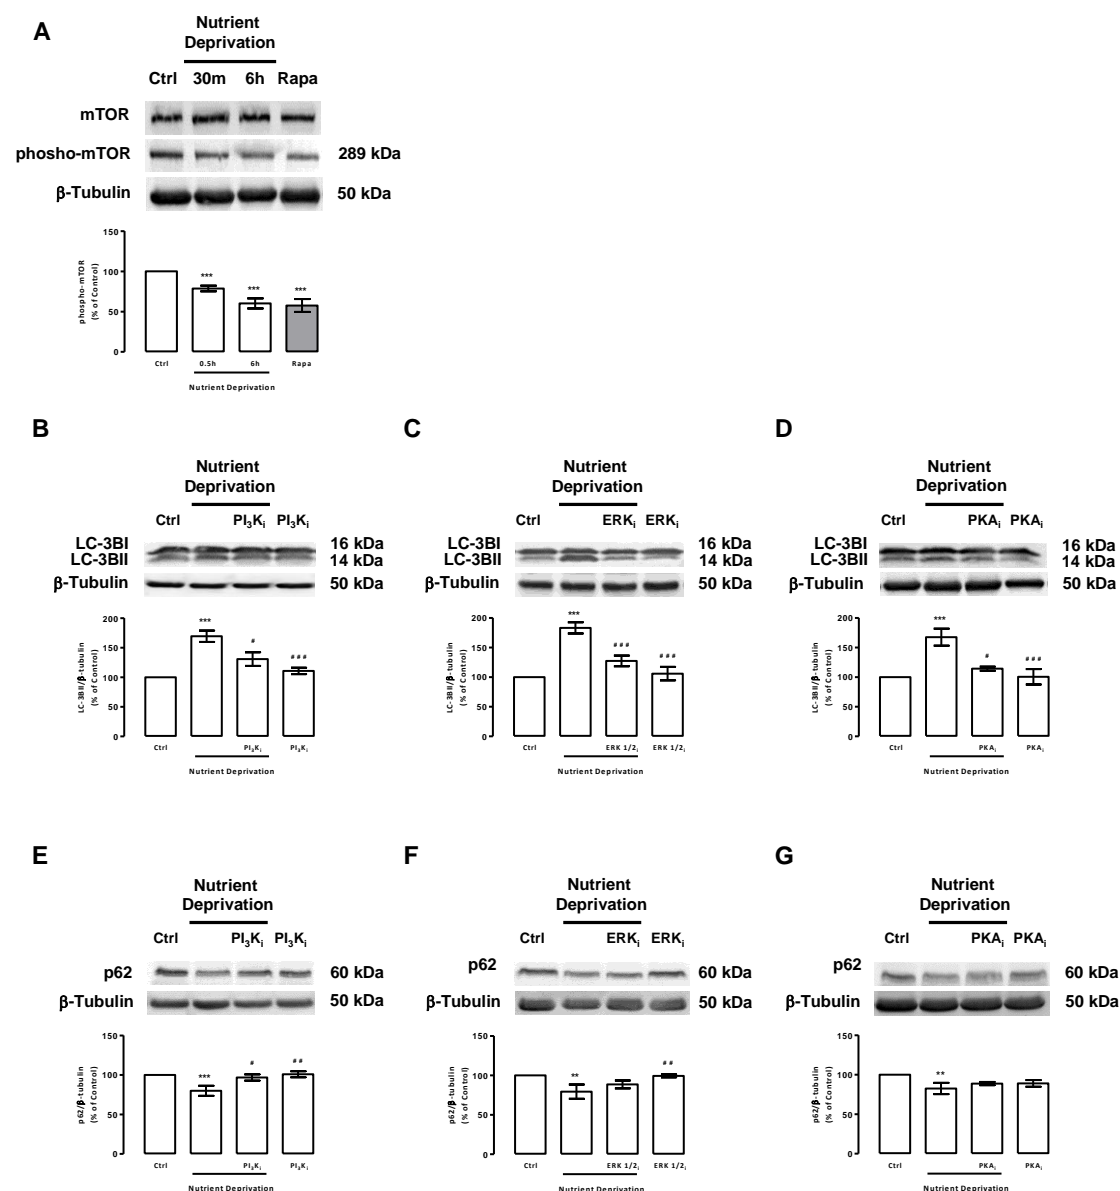 A
Nutrient
Deprivation
Ctrl 30m 6h Rapa
mTOR
phosho-mTOR 289 kDa
β-Tubulin 50 kDa
phospho-mTOR
(% of Control)
150
100
50
0
*** *** ***
Ctrl 0.5h 6h Rapa
Nutrient Deprivation
B
Nutrient
Deprivation
Ctrl PI₃Kᵢ PI₃Kᵢ
LC-3BI 16 kDa
LC-3BII 14 kDa
β-Tubulin 50 kDa
LC-3BII/β-tubulin
(% of Control)
200
150
100
50
0
*** # ###
Ctrl PI₃Kᵢ PI₃Kᵢ
Nutrient Deprivation
C
Nutrient
Deprivation
Ctrl ERKᵢ ERKᵢ
LC-3BI 16 kDa
LC-3BII 14 kDa
β-Tubulin 50 kDa
LC-3BII/β-tubulin
(% of Control)
200
150
100
50
0
*** ### ###
Ctrl ERK 1/2ᵢ ERK 1/2ᵢ
Nutrient Deprivation
D
Nutrient
Deprivation
Ctrl PKAᵢ PKAᵢ
LC-3BI 16 kDa
LC-3BII 14 kDa
β-Tubulin 50 kDa
LC-3BII/β-tubulin
(% of Control)
200
150
100
50
0
*** # ###
Ctrl PKAᵢ PKAᵢ
Nutrient Deprivation
E
Nutrient
Deprivation
Ctrl PI₃Kᵢ PI₃Kᵢ
p62 60 kDa
β-Tubulin 50 kDa
p62/β-tubulin
(% of Control)
150
100
50
0
*** # ##
Ctrl PI₃Kᵢ PI₃Kᵢ
Nutrient Deprivation
F
Nutrient
Deprivation
Ctrl ERKᵢ ERKᵢ
p62 60 kDa
β-Tubulin 50 kDa
p62/β-tubulin
(% of Control)
150
100
50
0
** ##
Ctrl ERK 1/2ᵢ ERK 1/2ᵢ
Nutrient Deprivation
G
Nutrient
Deprivation
Ctrl PKAᵢ PKAᵢ
p62 60 kDa
β-Tubulin 50 kDa
p62/β-tubulin
(% of Control)
150
100
50
0
**
Ctrl PKAᵢ PKAᵢ
Nutrient Deprivation